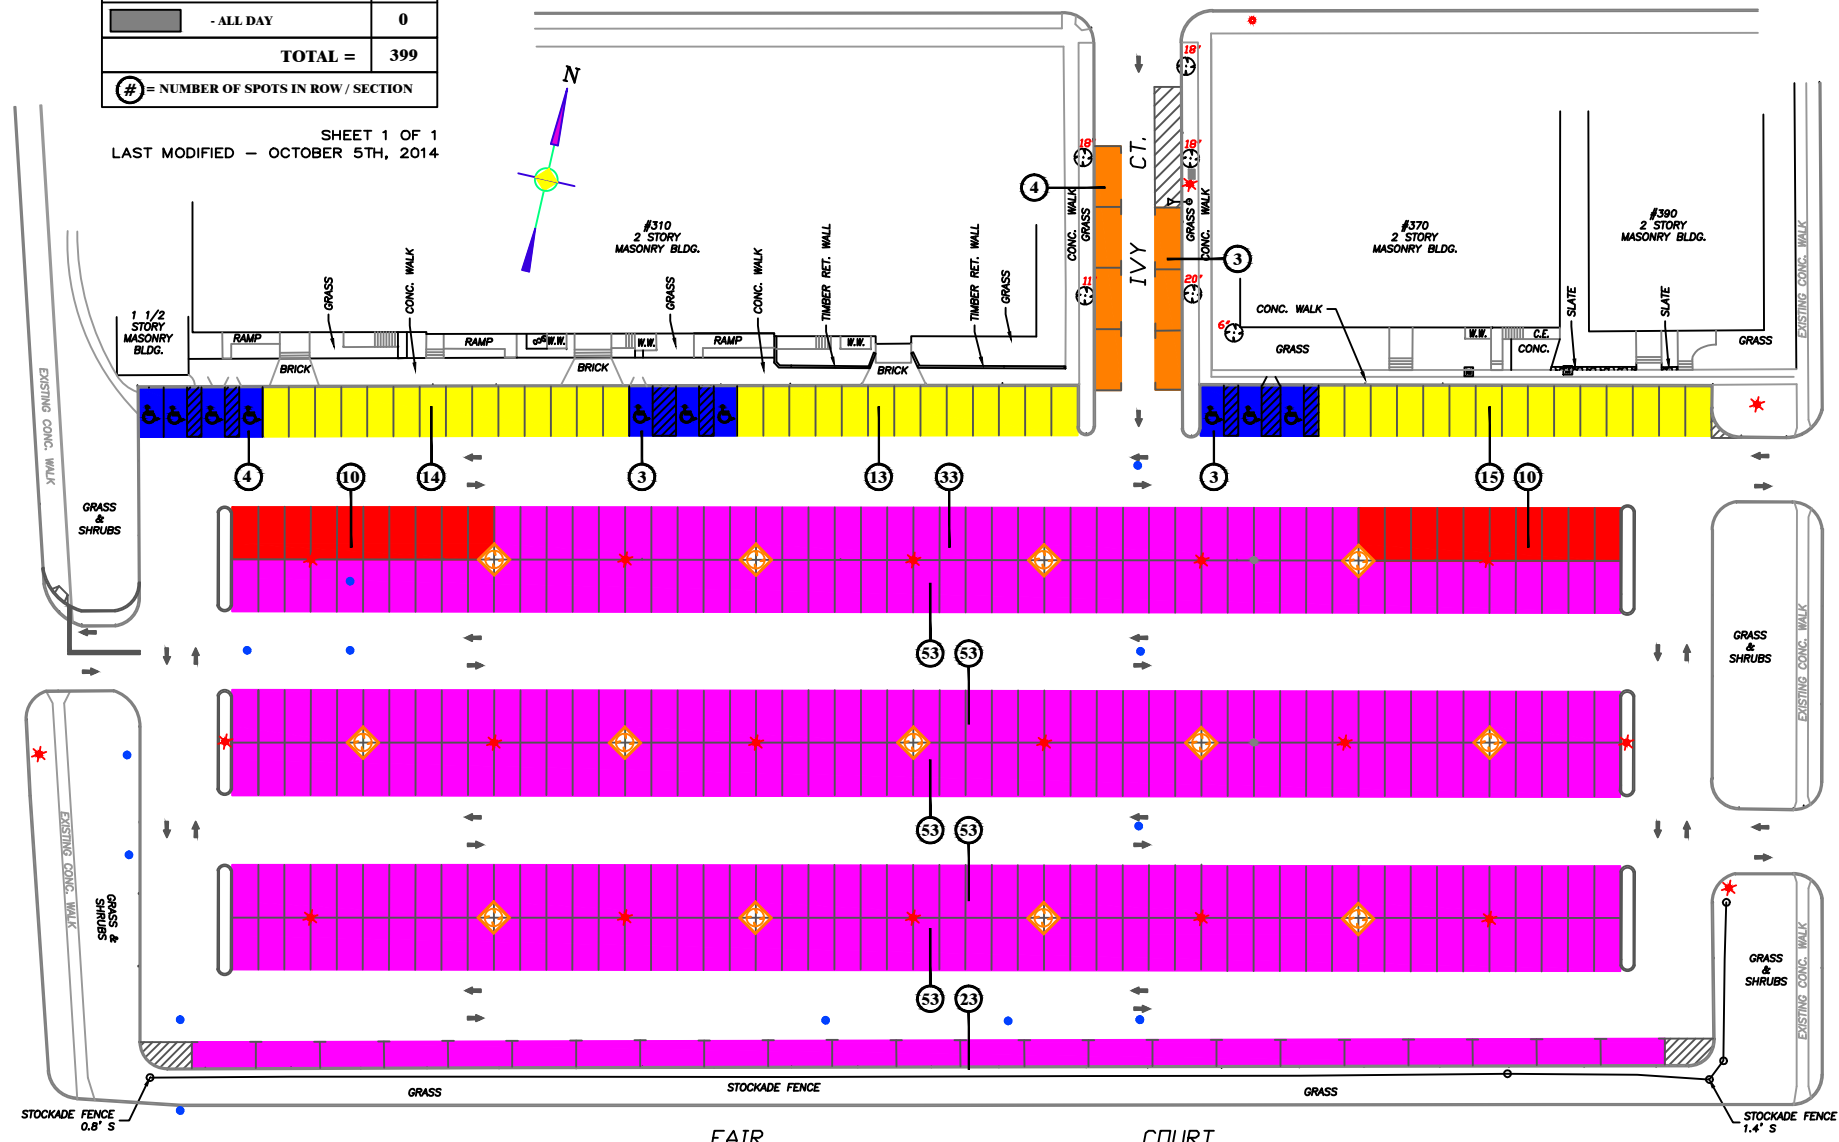 - ALL DAY 0
TOTAL = 399
# = NUMBER OF SPOTS IN ROW / SECTION
SHEET 1 OF 1
LAST MODIFIED – OCTOBER 5TH, 2014
N
18'
18'
18'
CT.
IVY
4
3
CONC. WALK
GRASS
GRASS
CONC. WALK
11'
20'
6"
#310
2 STORY
MASONRY BLDG.
#370
2 STORY
MASONRY BLDG.
#390
2 STORY
MASONRY BLDG.
EXISTING CONC. WALK
1 1/2
STORY
MASONRY
BLDG.
GRASS
CONC. WALK
GRASS
CONC. WALK
TIMBER RET. WALL
TIMBER RET. WALL
GRASS
CONC. WALK
SLATE
SLATE
RAMP
RAMP
W.W.
W.W.
RAMP
W.W.
W.W.
C.E.
CONC.
GRASS
GRASS
BRICK
BRICK
BRICK
EXISTING CONC. WALK
4
10
14
3
13
33
3
15
10
GRASS
&
SHRUBS
53
53
GRASS
&
SHRUBS
EXISTING CONC. WALK
53
53
EXISTING CONC. WALK
GRASS &
SHRUBS
53
23
GRASS
&
SHRUBS
EXISTING CONC. WALK
GRASS
STOCKADE FENCE
GRASS
STOCKADE FENCE
0.8' S
STOCKADE FENCE
1.4' S
FAIR COURT